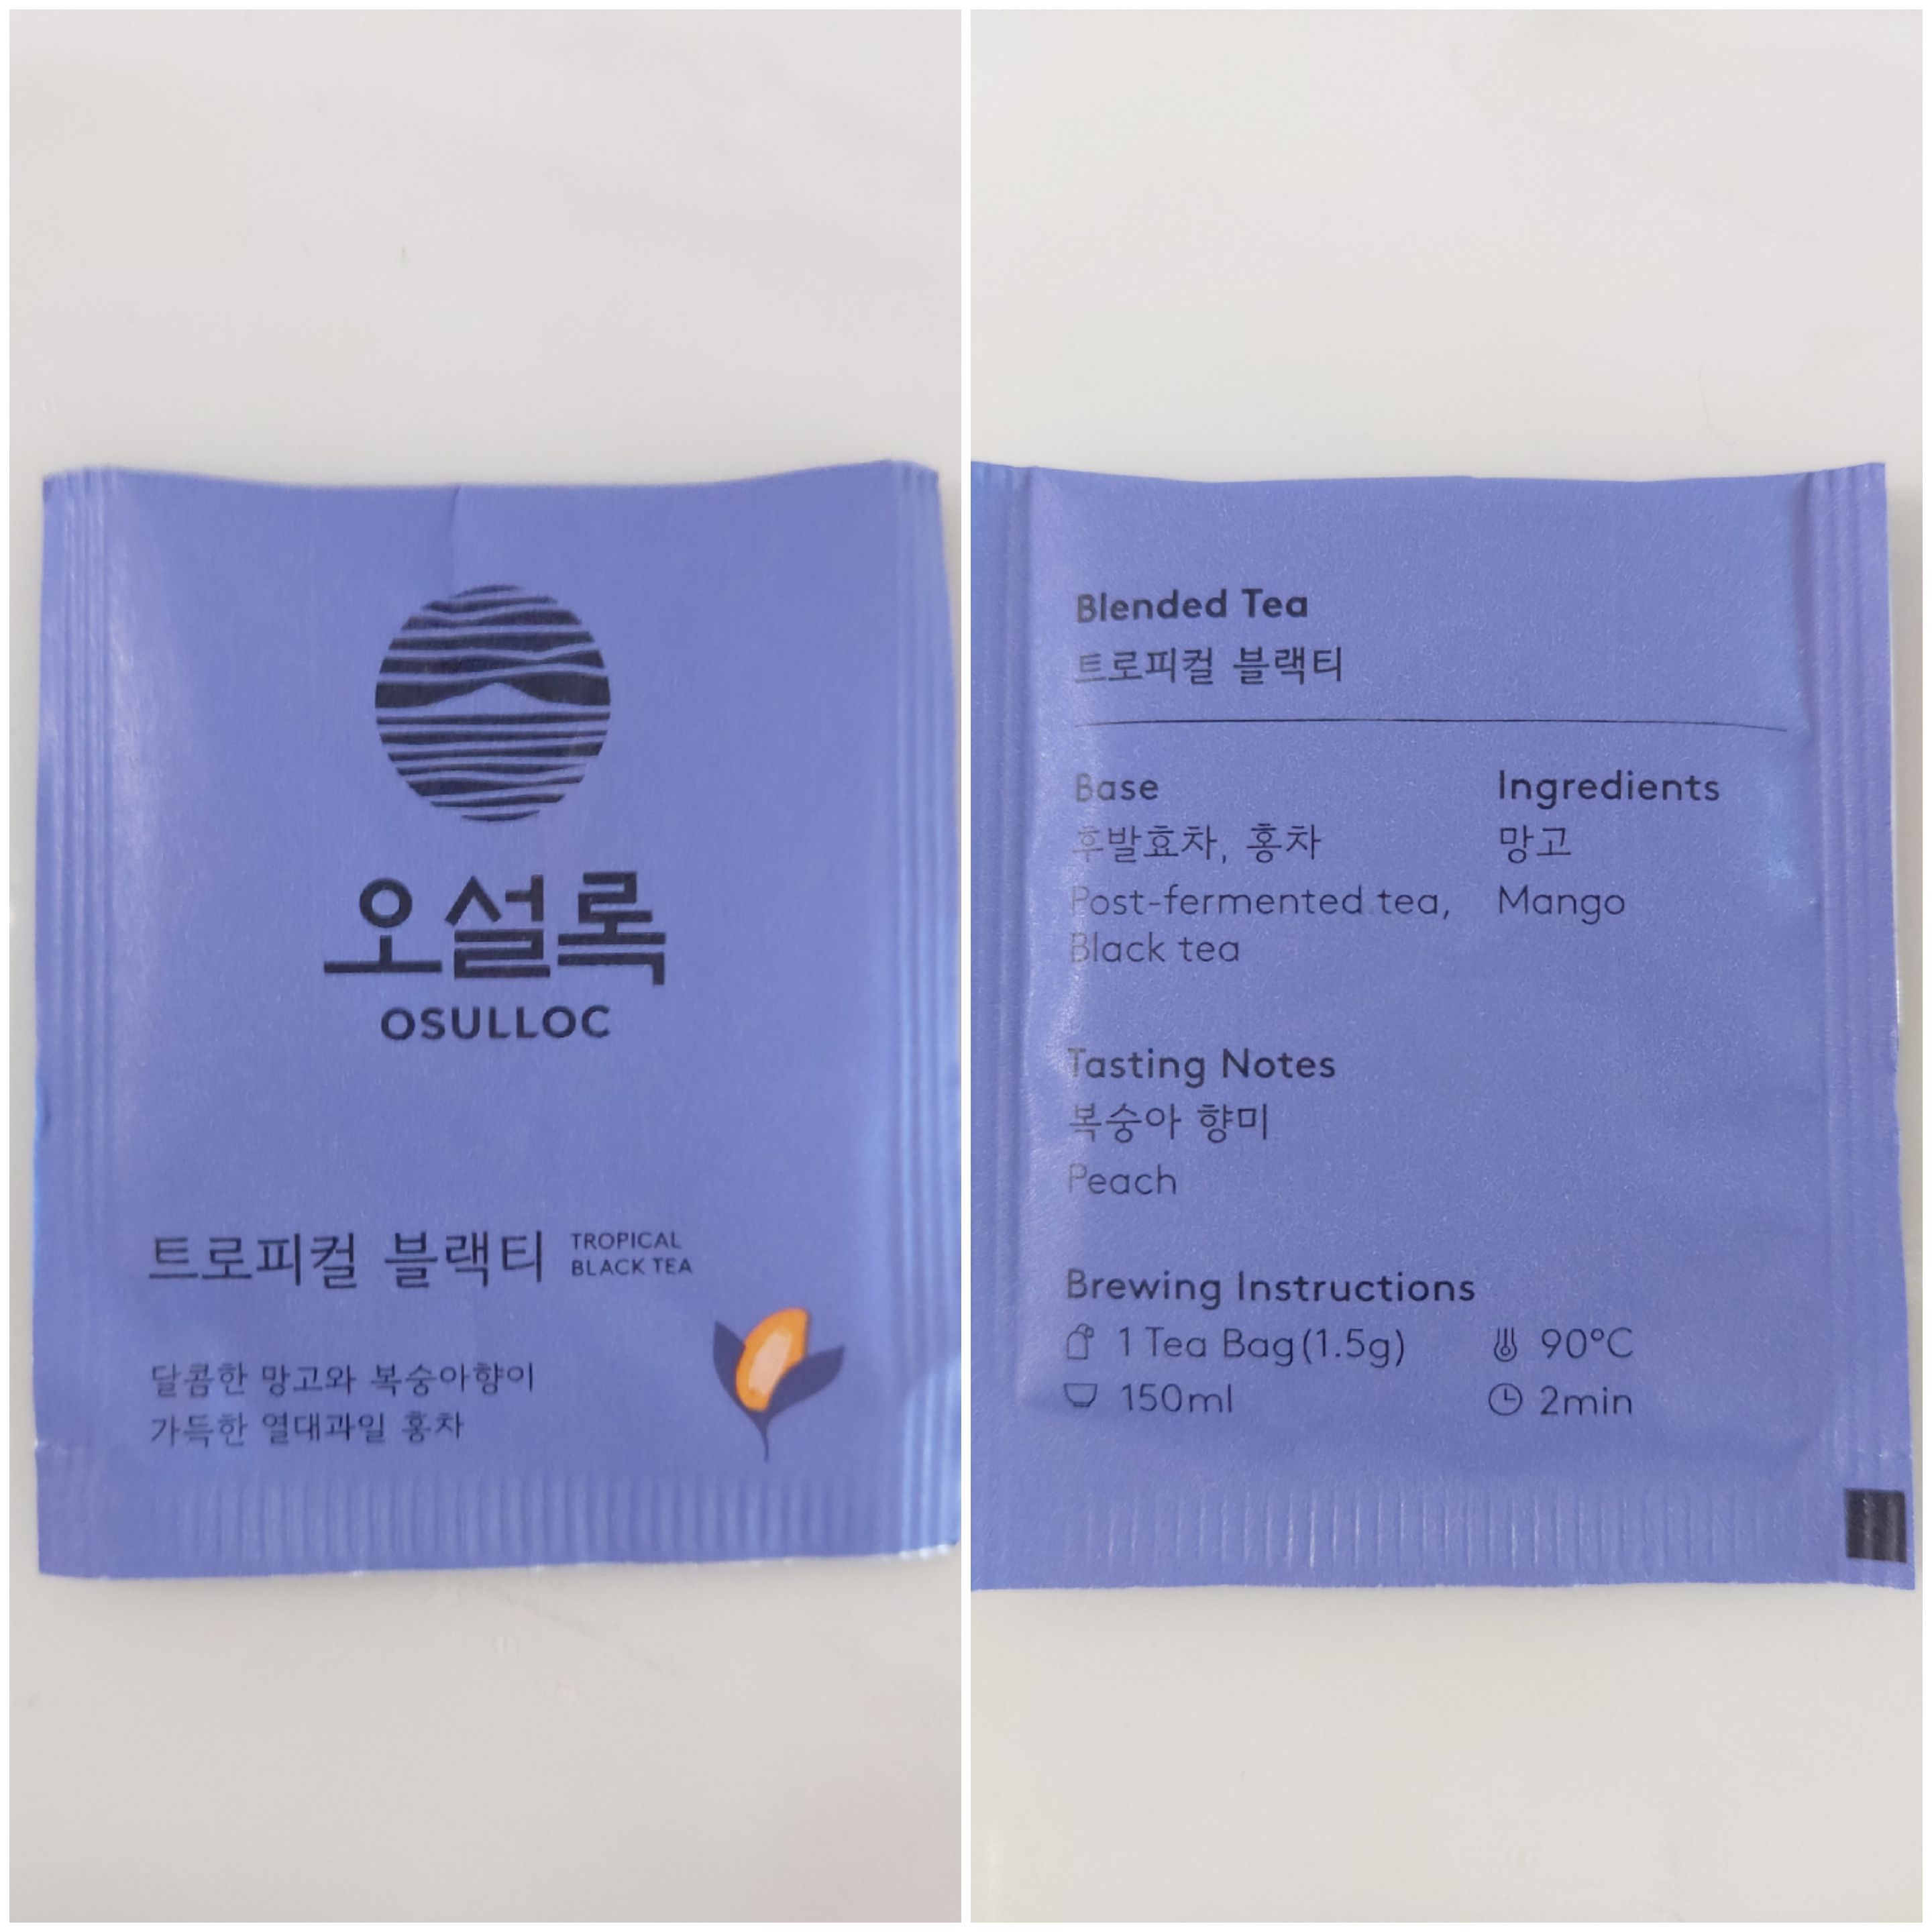 오설록
OSULLOC
트로피컬 블랙티
TROPICAL
BLACK TEA
달콤한 망고와 복숭아향이
가득한 열대과일 홍차
Blended Tea
트로피컬 블랙티
Base
후발효차, 홍차
Post-fermented tea,
Black tea
Ingredients
망고
Mango
Tasting Notes
복숭아 향미
Peach
Brewing Instructions
1 Tea Bag(1.5g)
90°C
150ml
2min